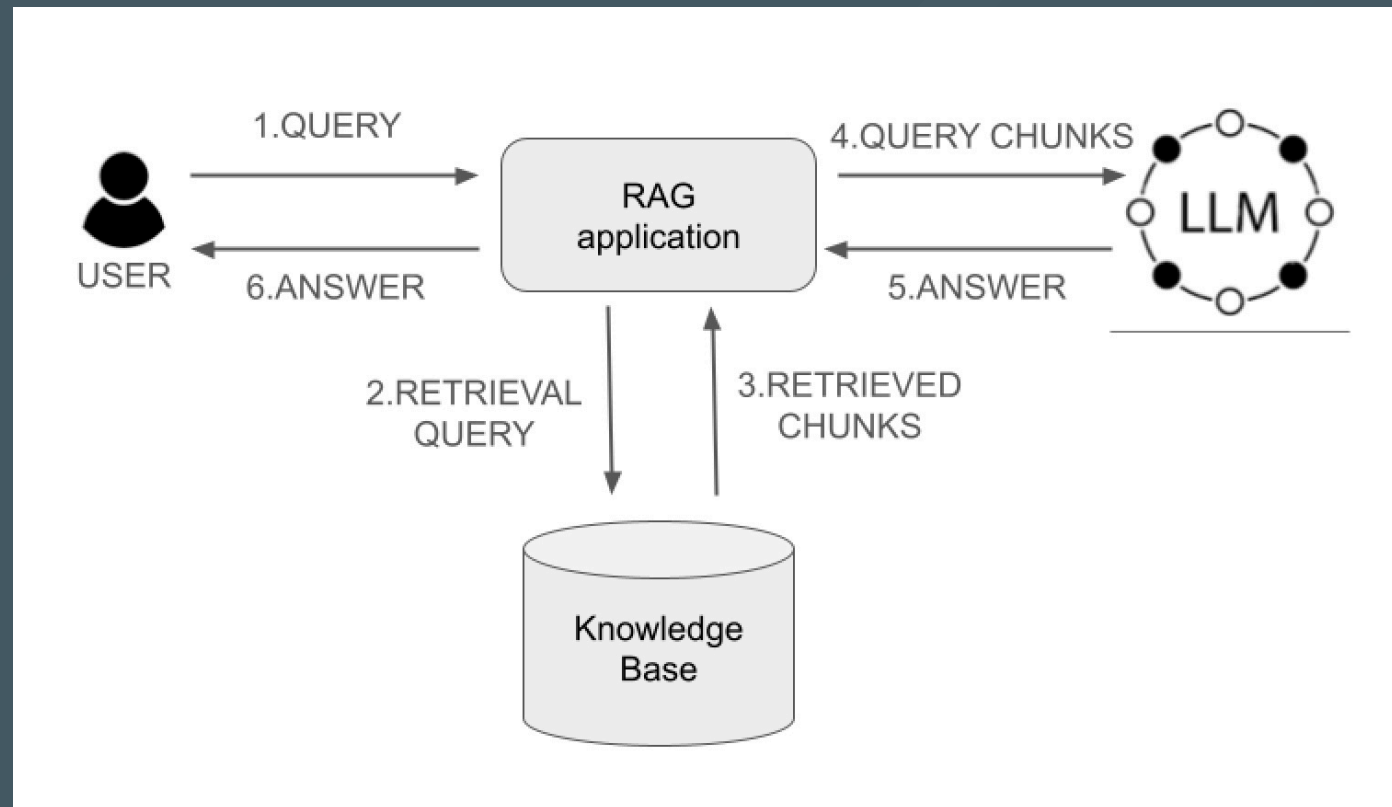 1.QUERY
4.QUERY CHUNKS
RAG
application
LLM
USER
6.ANSWER
5.ANSWER
2.RETRIEVAL
QUERY
3.RETRIEVED
CHUNKS
Knowledge
Base